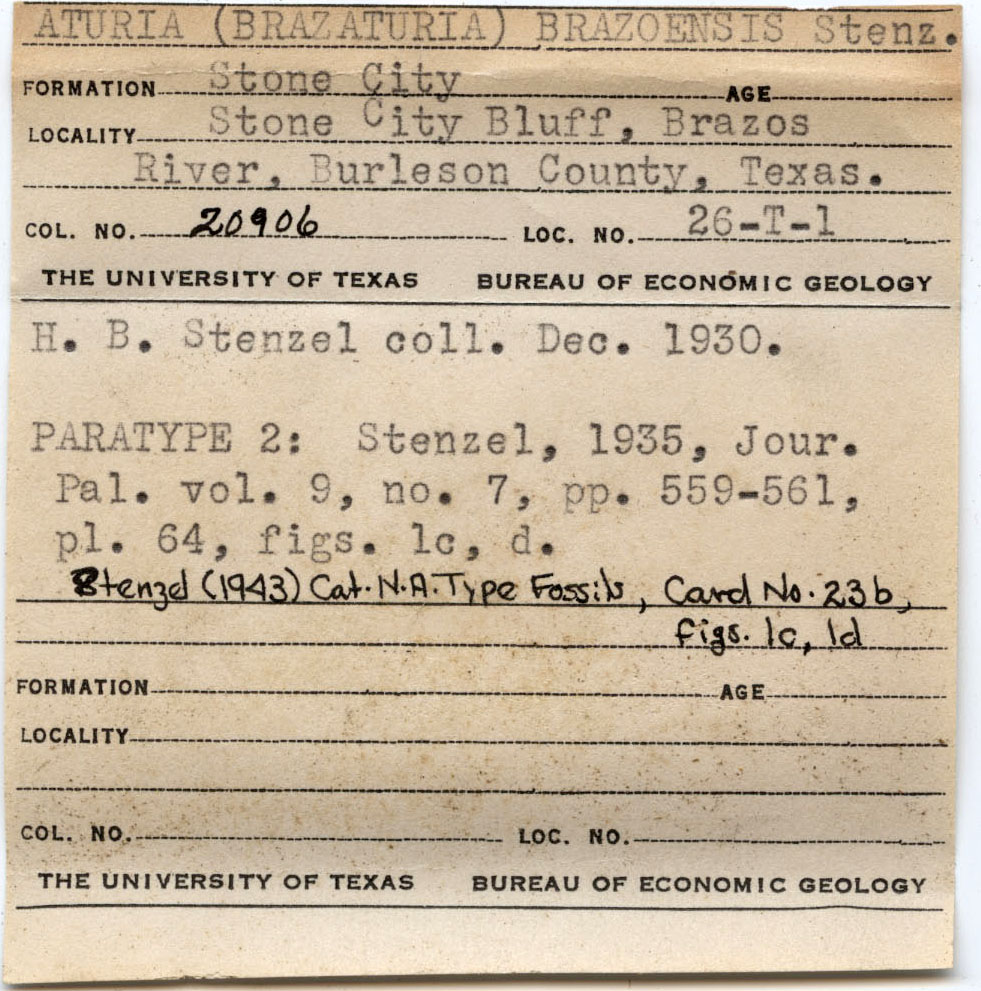 ATURIA (BRAZATURIA) BRAZOENSIS Stenz.
FORMATION Stone City AGE
LOCALITY Stone City Bluff, Brazos
River, Burleson County, Texas.
COL. NO. 20906 LOC. NO. 26-T-1
THE UNIVERSITY OF TEXAS BUREAU OF ECONOMIC GEOLOGY
H. B. Stenzel coll. Dec. 1930.
PARATYPE 2: Stenzel, 1935, Jour.
Pal. vol. 9, no. 7, pp. 559-561,
pl. 64, figs. 1c, d.
Stenzel (1943) Cat. N.A. Type Fossils, Card No. 23b,
figs. 1c, 1d
FORMATION AGE
LOCALITY
COL. NO. LOC. NO.
THE UNIVERSITY OF TEXAS BUREAU OF ECONOMIC GEOLOGY